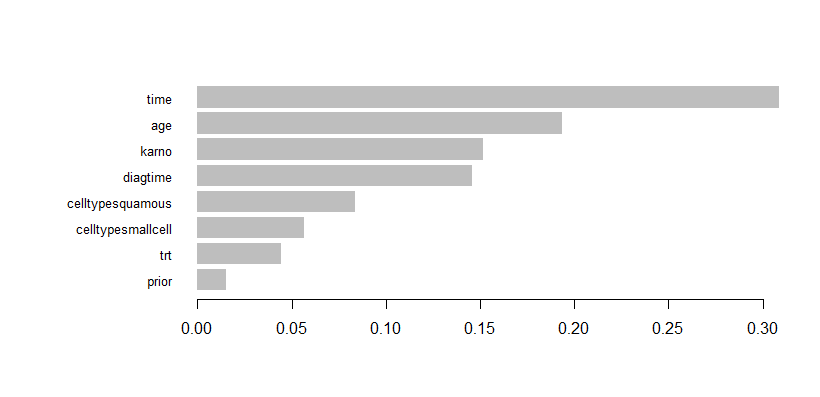 time
age
karno
diagtime
celltypesquamous
celltypesmallcell
trt
prior
0.00 0.05 0.10 0.15 0.20 0.25 0.30